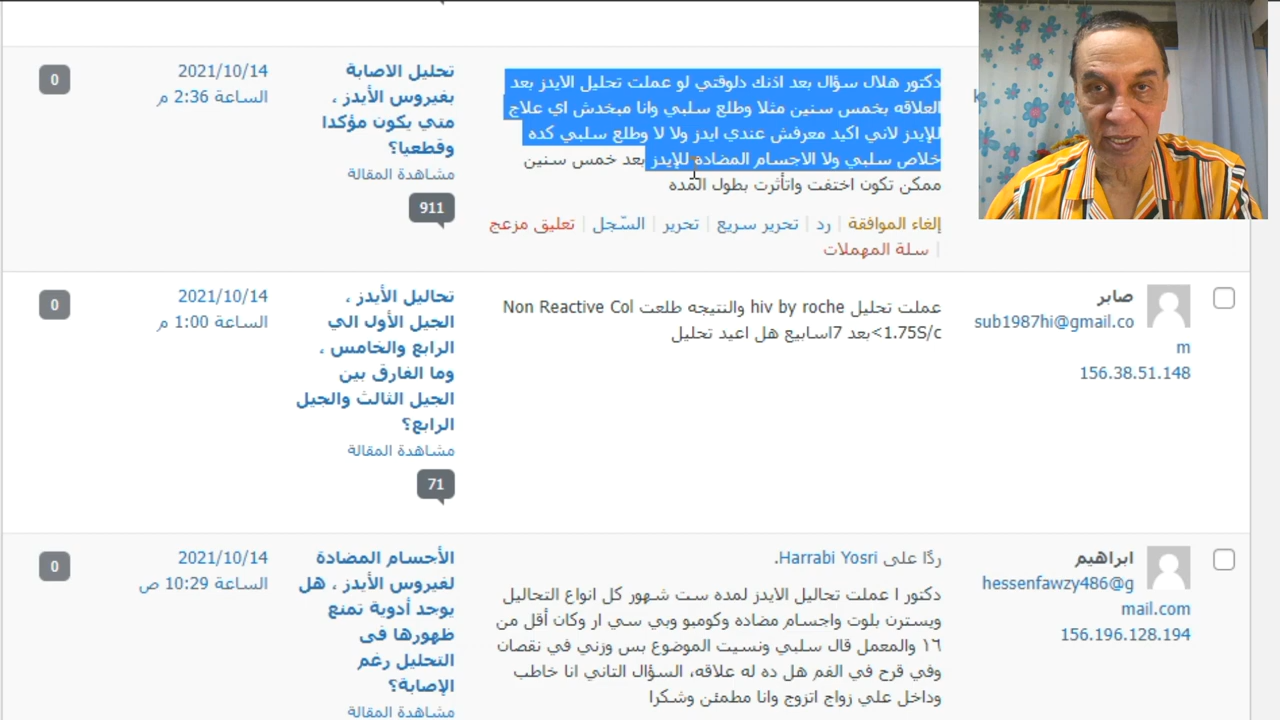 دكتور هلال سؤال بعد اذنك دلوقتي لو عملت تحليل الايدز بعد
العلاقه بخمس سنين مثلا وطلع سلبي وانا مبخدش اي علاج
للإيدز لاني اكيد معرفش عندي ايدز ولا لا وطلع سلبي كده
خلاص سلبي ولا الاجسام المضادة للإيدز بعد خمس سنين
ممكن تكون اختفت واتأثرت بطول المده
إلغاء الموافقة | رد | تحرير سريع | تحرير | السّجل | تعليق مزعج
| سلة المهملات
تحليل الاصابة
بفيروس الأيدز ،
متي يكون مؤكدا
وقطعيا؟
مشاهدة المقالة
911
2021/10/14
الساعة 2:36 م
0
صابر
sub1987hi@gmail.co
m
156.38.51.148
عملت تحليل hiv by roche والنتيجه طلعت Non Reactive Col
1.75S/c>بعد 7اسابيع هل اعيد تحليل
تحاليل الأيدز ،
الجيل الأول الي
الرابع والخامس ،
وما الفارق بين
الجيل الثالث والجيل
الرابع؟
مشاهدة المقالة
71
2021/10/14
الساعة 1:00 م
0
ابراهيم
hessenfawzy486@g
mail.com
156.196.128.194
ردًا على Harrabi Yosri.
دكتور ا عملت تحاليل الايدز لمده ست شهور كل انواع التحاليل
ويسترن بلوت واجسام مضاده وكومبو وبي سي ار وكان أقل من
١٦ والمعمل قال سلبي ونسيت الموضوع بس وزني في نقصان
وفي قرح في الفم هل ده له علاقه، السؤال التاني انا خاطب
وداخل علي زواج اتزوج وانا مطمئن وشكرا
الأجسام المضادة
لفيروس الأيدز ، هل
يوجد أدوية تمنع
ظهورها فى
التحليل رغم
الإصابة؟
مشاهدة المقالة
2021/10/14
الساعة 10:29 ص
0